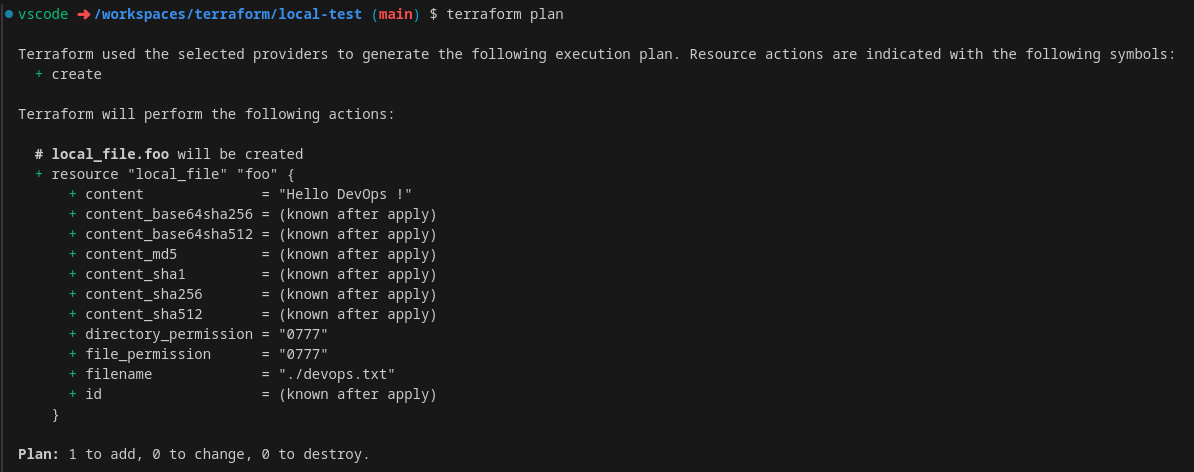 vscode ➜ /workspaces/terraform/local-test (main) $ terraform plan
Terraform used the selected providers to generate the following execution plan. Resource actions are indicated with the following symbols:
+ create
Terraform will perform the following actions:
# local_file.foo will be created
+ resource "local_file" "foo" {
+ content              = "Hello DevOps !"
+ content_base64sha256 = (known after apply)
+ content_base64sha512 = (known after apply)
+ content_md5          = (known after apply)
+ content_sha1         = (known after apply)
+ content_sha256       = (known after apply)
+ content_sha512       = (known after apply)
+ directory_permission = "0777"
+ file_permission      = "0777"
+ filename             = "./devops.txt"
+ id                   = (known after apply)
}
Plan: 1 to add, 0 to change, 0 to destroy.